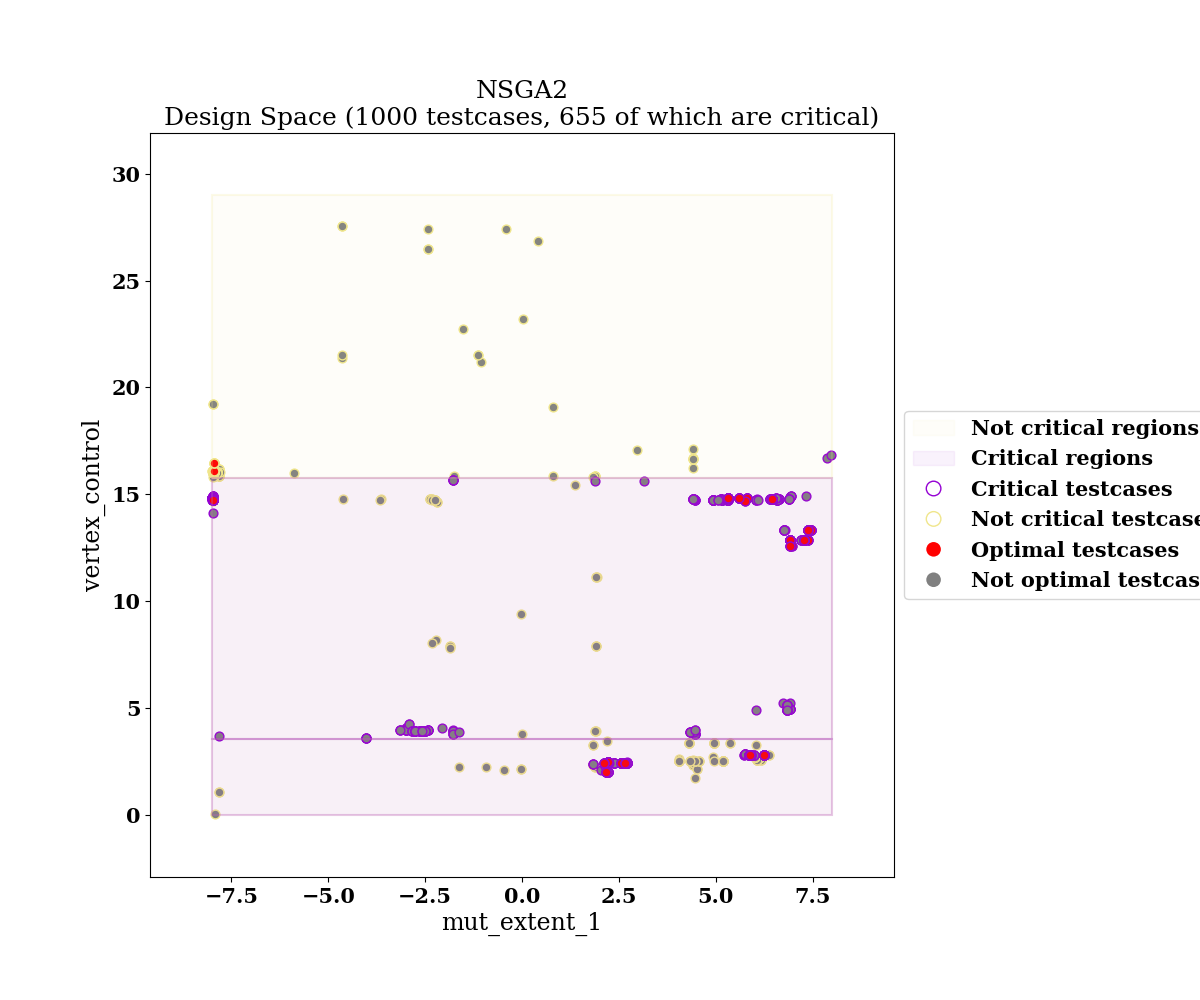 NSGA2
Design Space (1000 testcases, 655 of which are critical)
30
25
20
15
10
5
0
vertex_control
−7.5
−5.0
−2.5
0.0
2.5
5.0
7.5
mut_extent_1
Not critical regions
Critical regions
Critical testcases
Not critical testcase
Optimal testcases
Not optimal testcas